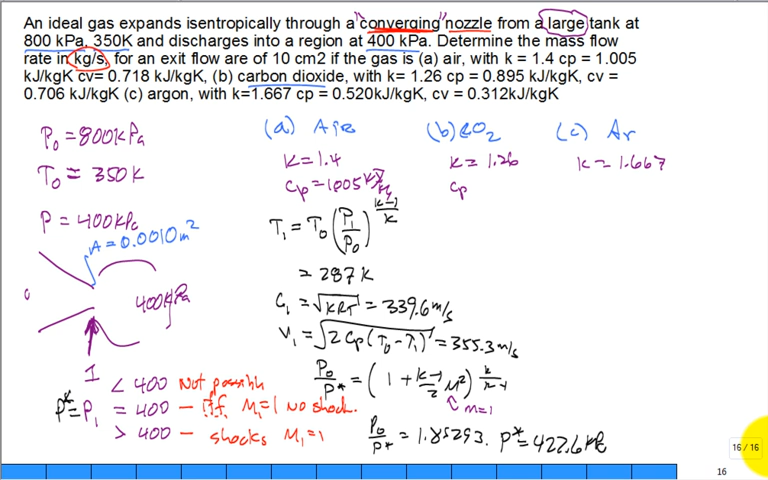 An ideal gas expands isentropically through a "converging" nozzle from a large tank at
800 kPa, 350K and discharges into a region at 400 kPa. Determine the mass flow
rate in kg/s, for an exit flow are of 10 cm2 if the gas is (a) air, with k = 1.4 cp = 1.005
kJ/kgK cv= 0.718 kJ/kgK, (b) carbon dioxide, with k= 1.26 cp = 0.895 kJ/kgK, cv =
0.706 kJ/kgK (c) argon, with k=1.667 cp = 0.520kJ/kgK, cv = 0.312kJ/kgK
P₀ = 800kPa
T₀ = 350K
P = 400kPa
A = 0.0010m²
400kPa
1
< 400 Not possible
P* = P₁ = 400 - iff M₁=1 No shock.
> 400 - shocks M₁=1
(a) Air
K = 1.4
Cp = 1005
T₁ = T₀ (P₁/P₀)^((k-1)/k)
= 287K
C₁ = √KRT = 339.6 m/s
V₁ = √2Cp(T₀-T₁) = 355.3 m/s
P₀/P* = (1 + (k-1)/2 M²)^(k/(k-1))
M=1
P₀/P* = 1.85293. P* = 422.6 kPa
(b) CO₂
K = 1.26
Cp
(c) Ar
K = 1.667
16 / 16
16